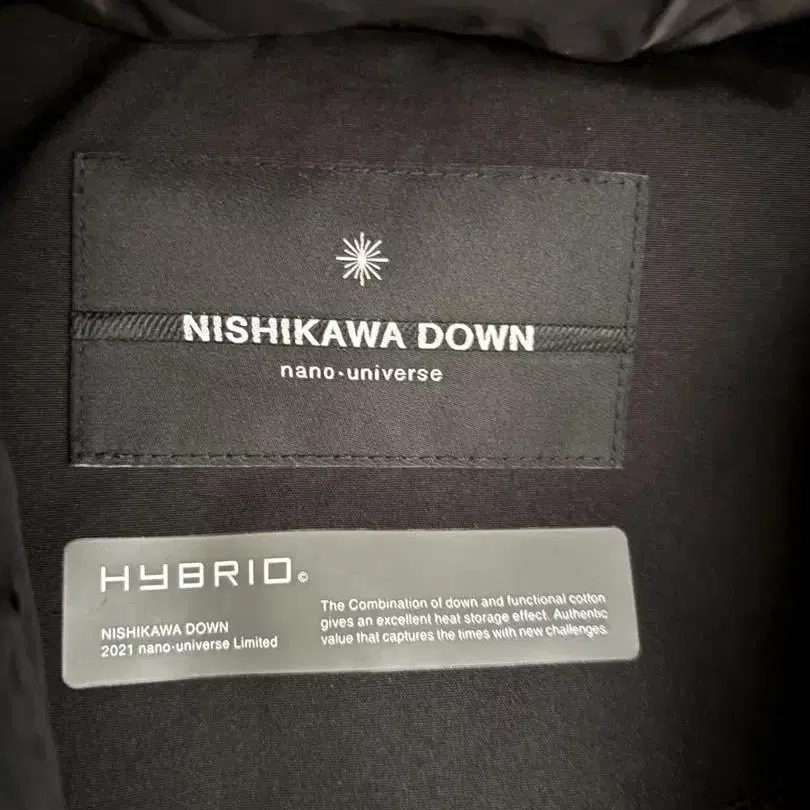 NISHIKAWA DOWN
nano·universe
HYBRID©
NISHIKAWA DOWN
2021 nano·universe Limited
The Combination of down and functional cotton
gives an excellent heat storage effect. Authentic
value that captures the times with new challenges.